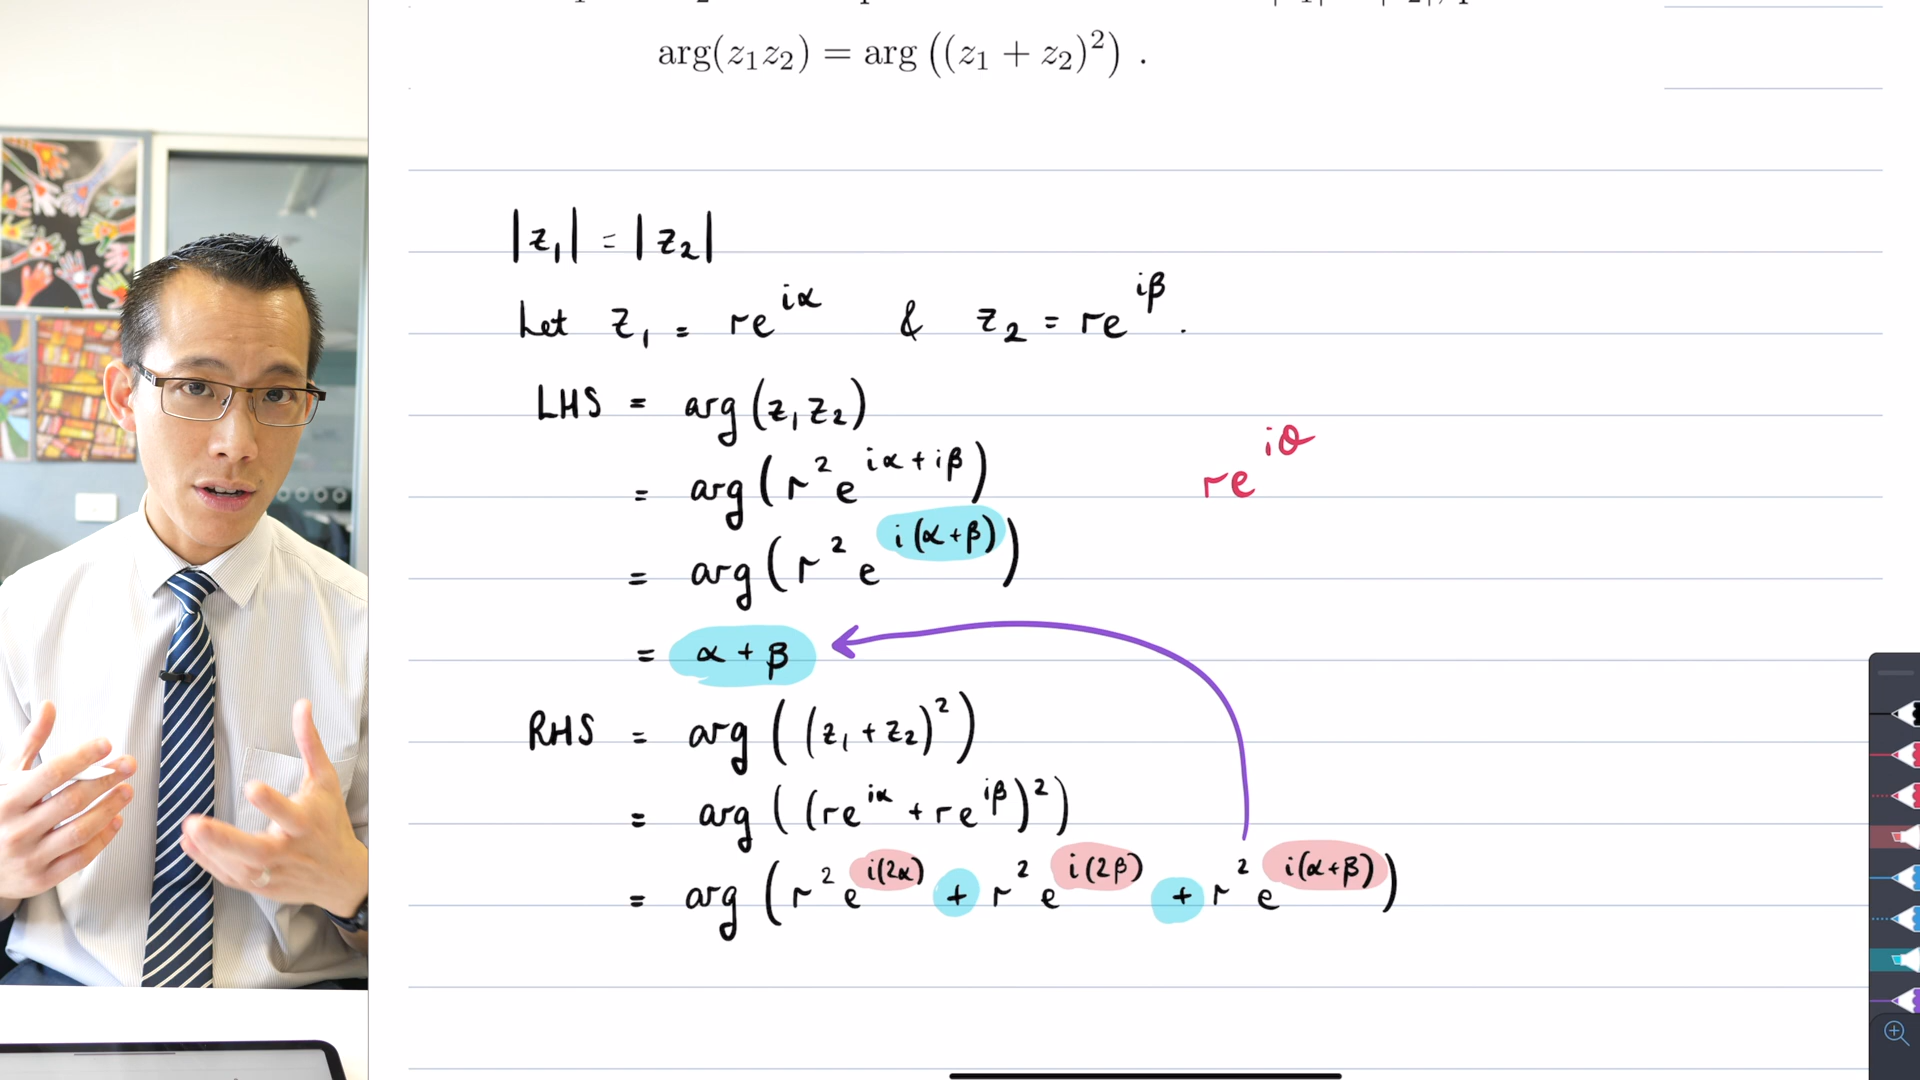 arg(z₁z₂) = arg ((z₁ + z₂)²) .
|z₁| = |z₂|
Let z₁ = re^{iα} & z₂ = re^{iβ}.
LHS = arg(z₁z₂)
= arg(r²e^{iα+iβ})
re^{iθ}
= arg(r²e^{i(α+β)})
= α + β
RHS = arg((z₁+z₂)²)
= arg((re^{iα} + re^{iβ})²)
= arg(r²e^{i(2α)} + r²e^{i(2β)} + r²e^{i(α+β)})